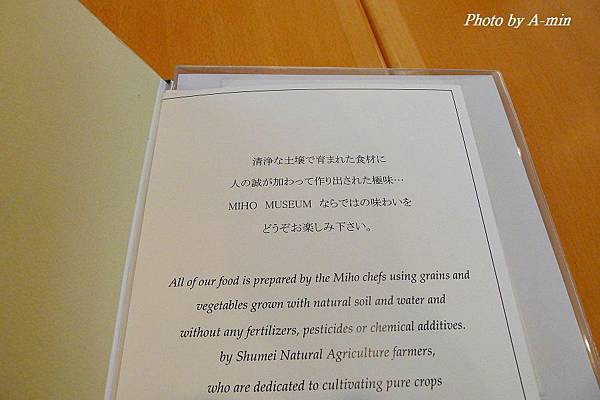 Photo by A-min
清浄な土壌で育まれた食材に
人の誠が加わって作り出された極味…
MIHO MUSEUM ならではの味わいを
どうぞお楽しみ下さい。
All of our food is prepared by the Miho chefs using grains and
vegetables grown with natural soil and water and
without any fertilizers, pesticides or chemical additives.
by Shumei Natural Agriculture farmers,
who are dedicated to cultivating pure crops